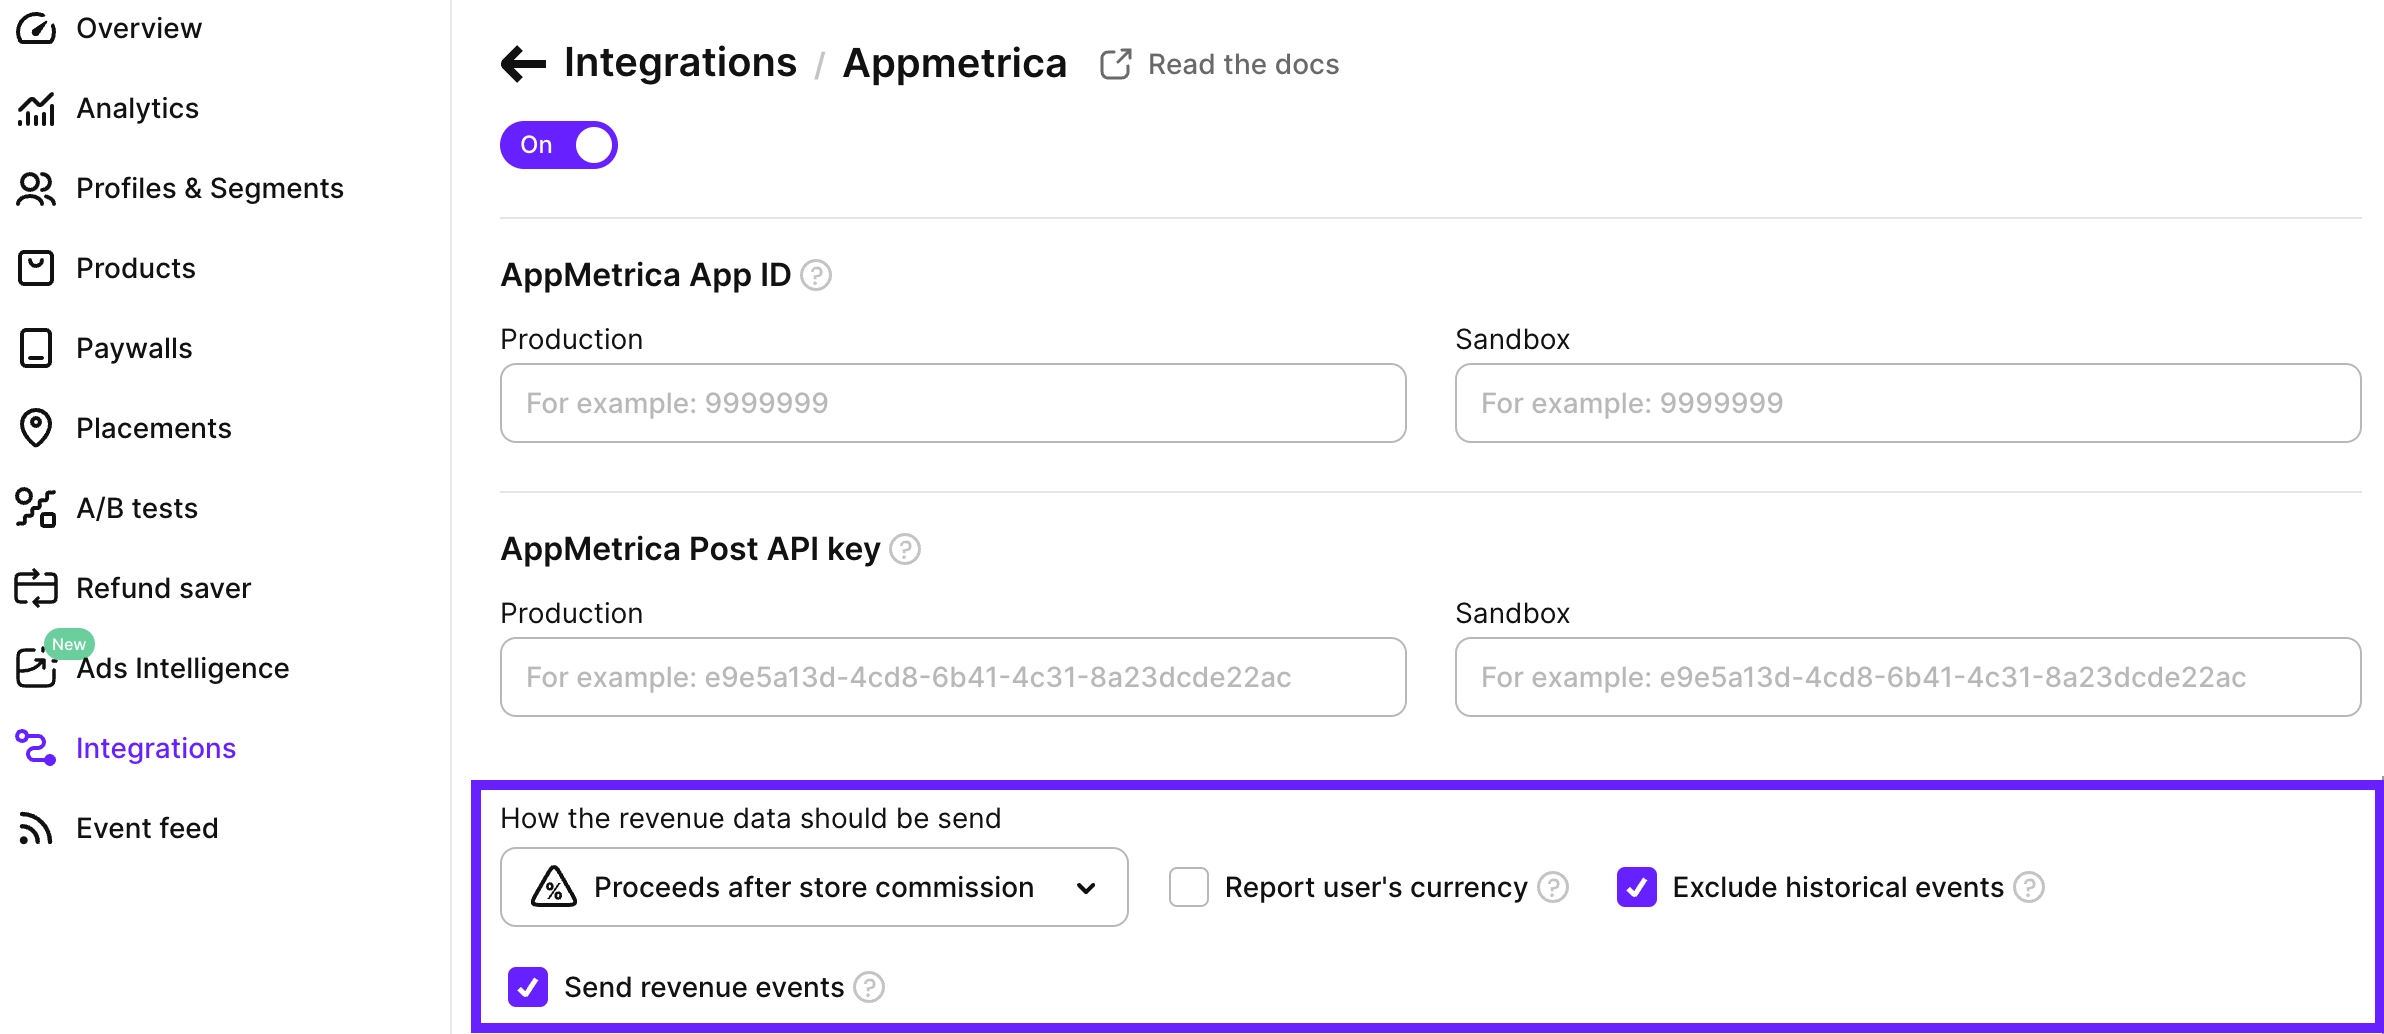 Overview
Analytics
Profiles & Segments
Products
Paywalls
Placements
A/B tests
Refund saver
New
Ads Intelligence
Integrations
Event feed
Integrations / Appmetrica Read the docs
On
AppMetrica App ID ?
Production Sandbox
For example: 9999999 For example: 9999999
AppMetrica Post API key ?
Production Sandbox
For example: e9e5a13d-4cd8-6b41-4c31-8a23dcde22ac For example: e9e5a13d-4cd8-6b41-4c31-8a23dcde22ac
How the revenue data should be send
% Proceeds after store commission Report user's currency ? Exclude historical events ?
Send revenue events ?